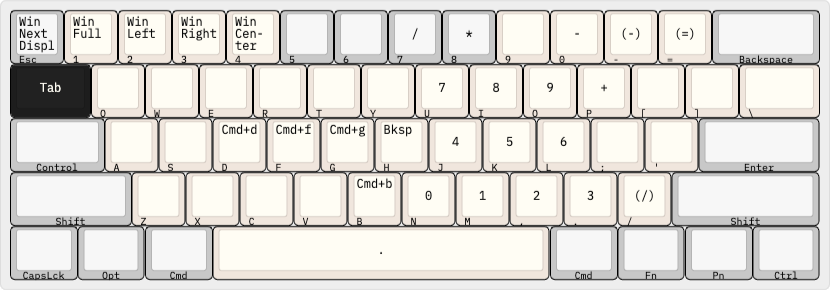 Win Next Displ Esc
Win Full 1
Win Left 2
Win Right 3
Win Cen- ter 4
5
6
/ 7
* 8
9
- 0
(-) -
(=) =
Backspace
Tab
Q
W
E
R
T
Y
7 U
8 I
9 O
+ P
[
]
\
Control
A
S
Cmd+d D
Cmd+f F
Cmd+g G
Bksp H
4 J
5 K
6 L
;
'
Enter
Shift
Z
X
C
V
Cmd+b B
0 N
1 M
2 ,
3 .
(/) /
Shift
CapsLck
Opt
Cmd
.
Cmd
Fn
Pn
Ctrl